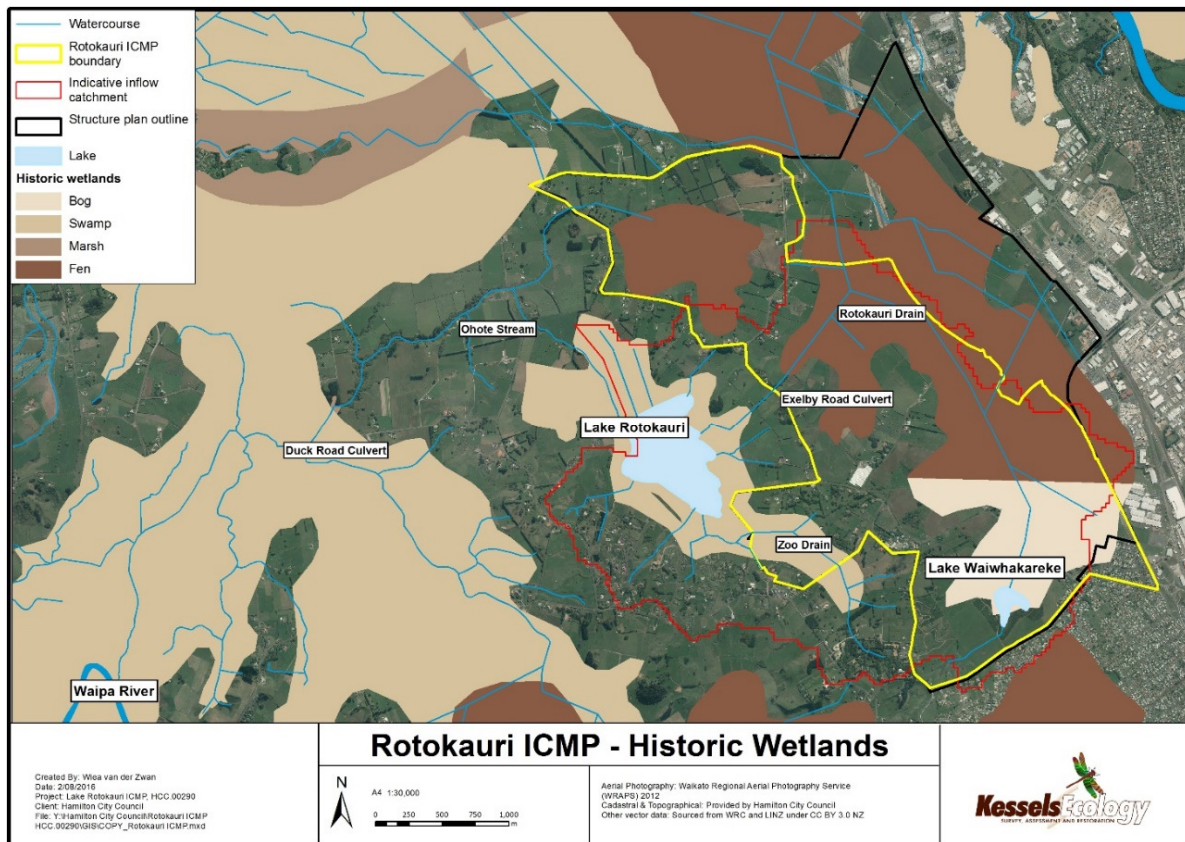 Watercourse
Rotokauri ICMP
boundary
Indicative inflow
catchment
Structure plan outline
Lake
Historic wetlands
Bog
Swamp
Marsh
Fen
Ohote Stream
Rotokauri Drain
Exelby Road Culvert
Lake Rotokauri
Duck Road Culvert
Zoo Drain
Lake Waiwhakareke
Waipa River
Rotokauri ICMP - Historic Wetlands
Created By: Wiea van der Zwan
Date: 2/08/2016
Project: Lake Rotokauri ICMP, HCC.00290
Client: Hamilton City Council
File: Y:\Hamilton City Council\Rotokauri ICMP
HCC.00290\GIS\COPY_Rotokauri ICMP.mxd
N
A4 1:30,000
0 250 500 750 1,000
m
Aerial Photography: Waikato Regional Aerial Photography Service
(WRAPS) 2012
Cadastral & Topographical: Provided by Hamilton City Council
Other vector data: Sourced from WRC and LINZ under CC BY 3.0 NZ
KesselsEcology
SURVEY, ASSESSMENT AND RESTORATION